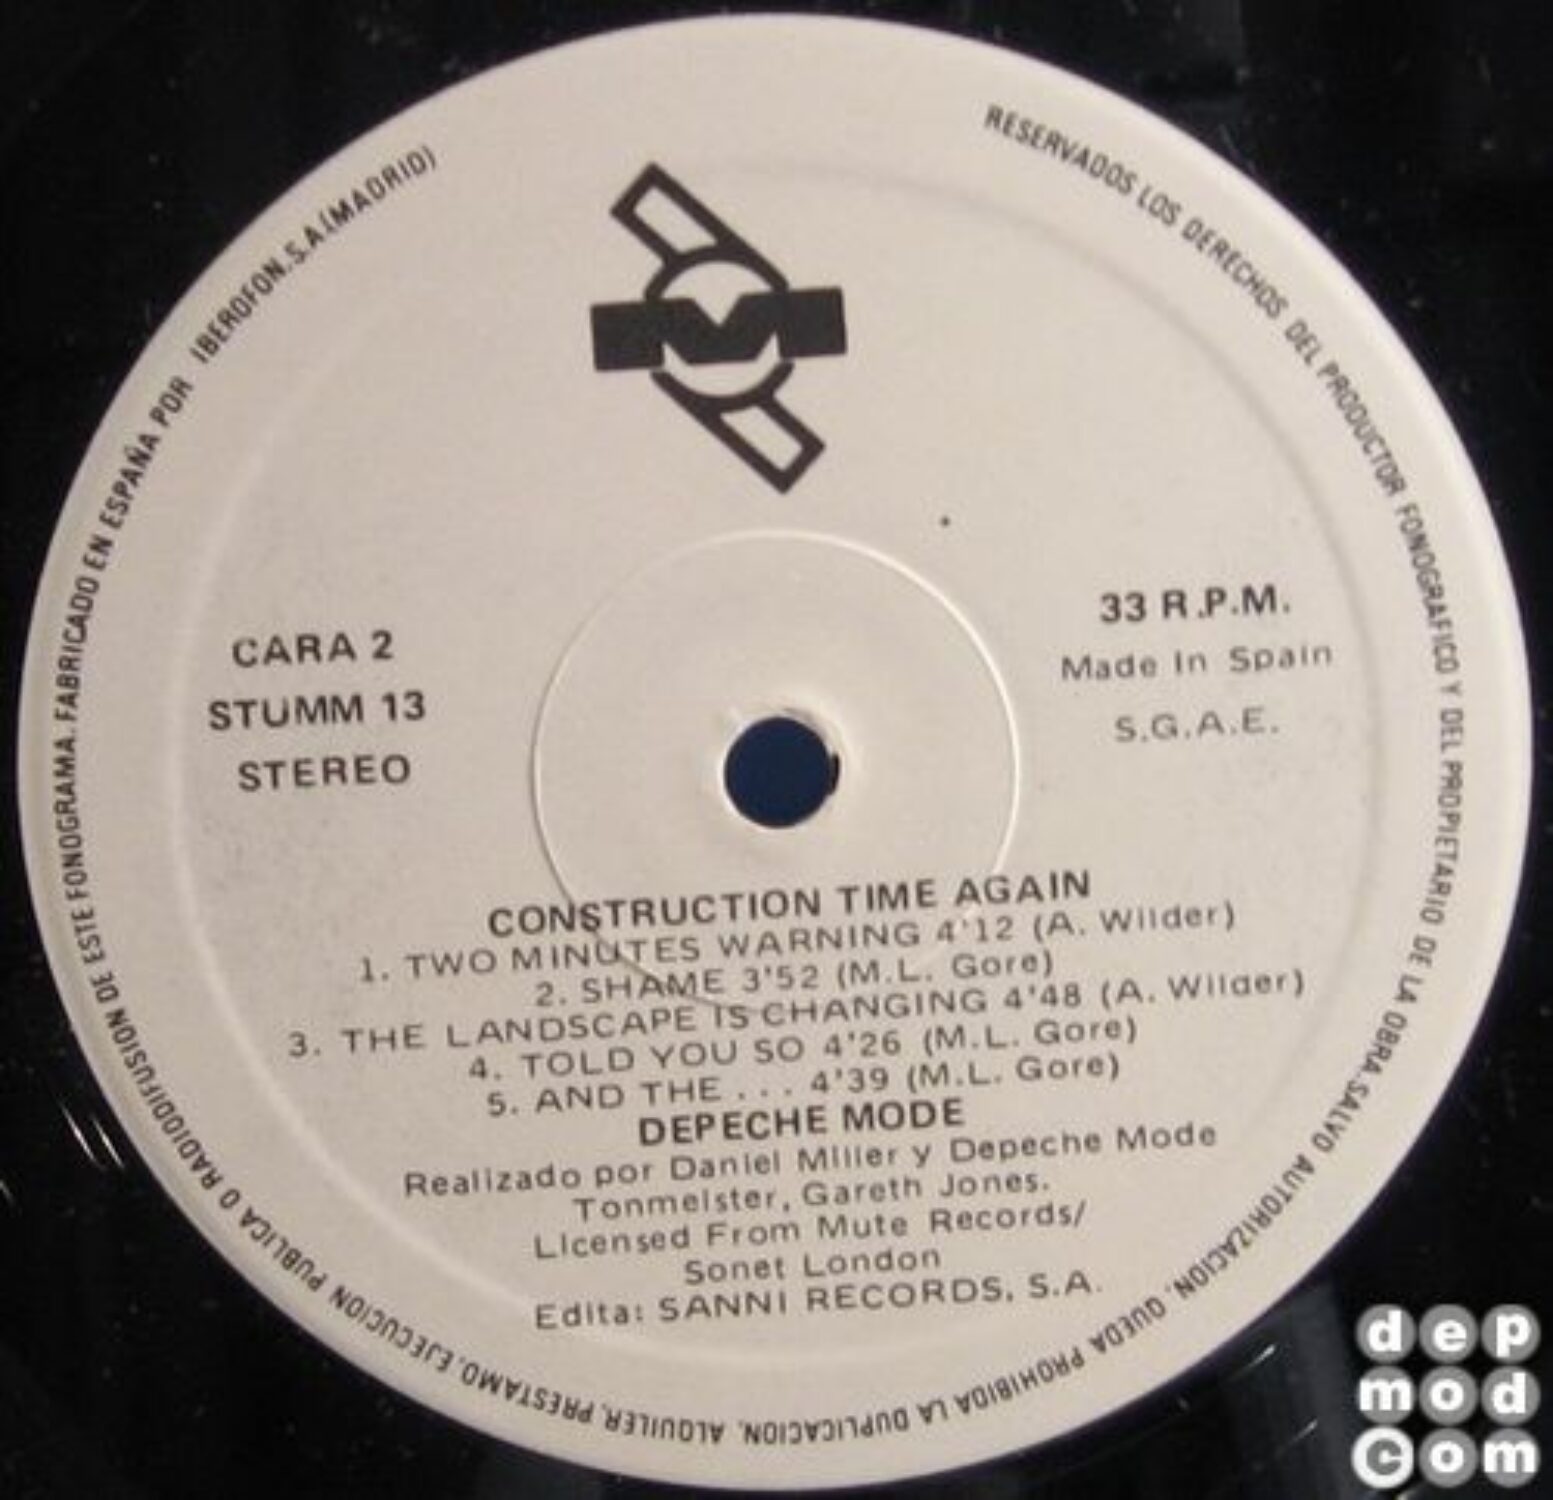 RESERVADOS LOS DERECHOS DEL PRODUCTOR FONOGRAFICO Y DEL PROPIETARIO DE LA OBRA.SALVO AUTORIZACION, QUEDA PROHIBIDA LA DUPLICACION, ALQUILER, PRESTAMO, EJECUCION PUBLICA O RADIODIFUSION DE ESTE FONOGRAMA. FABRICADO EN ESPAÑA POR IBEROFON,S.A.(MADRID)
CARA 2
STUMM 13
STEREO
33 R.P.M.
Made In Spain
S.G.A.E.
CONSTRUCTION TIME AGAIN
1. TWO MINUTES WARNING 4'12 (A. Wilder)
2. SHAME 3'52 (M.L. Gore)
3. THE LANDSCAPE IS CHANGING 4'48 (A. Wilder)
4. TOLD YOU SO 4'26 (M.L. Gore)
5. AND THE . . . 4'39 (M.L. Gore)
DEPECHE MODE
Realizado por Daniel Miller y Depeche Mode
Tonmeister, Gareth Jones.
Licensed From Mute Records/
Sonet London
Edita: SANNI RECORDS, S.A.
dep
mod
com